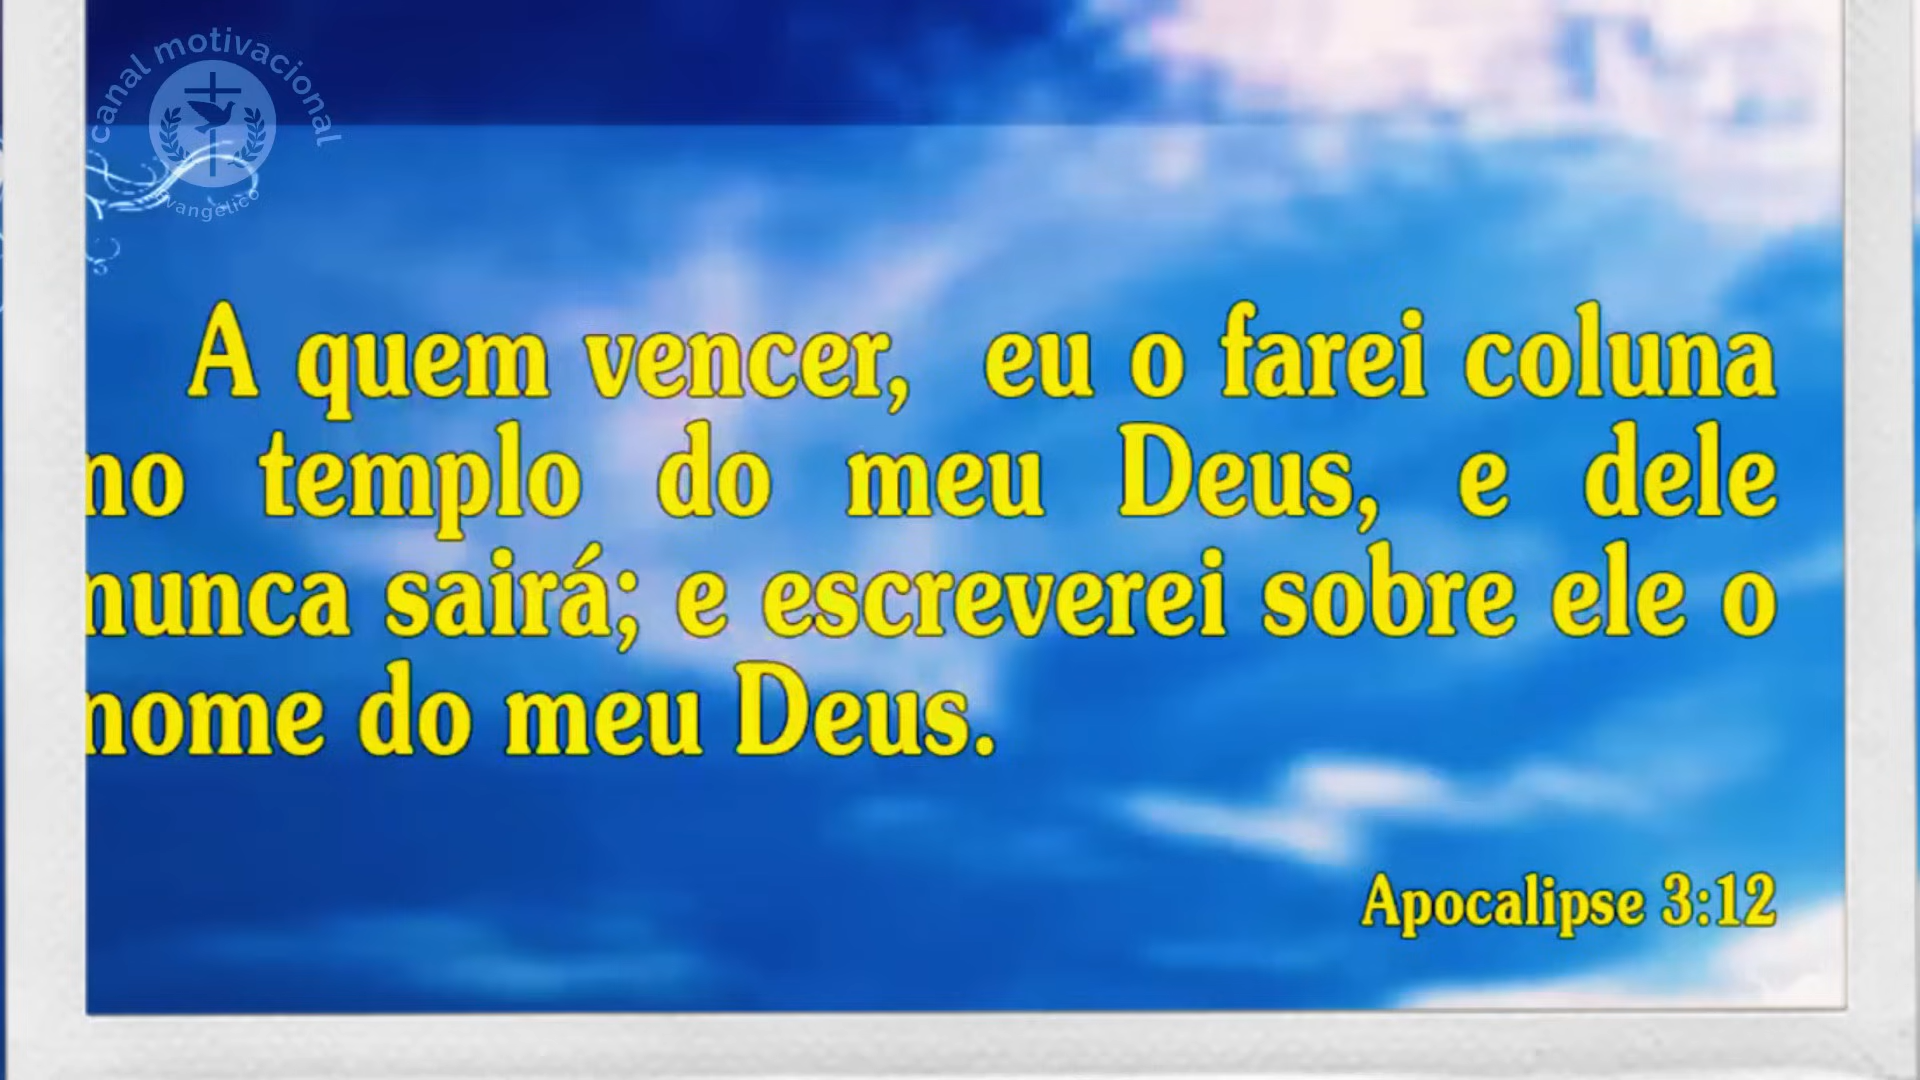 canal motivacional
evangélico
A quem vencer, eu o farei coluna
no templo do meu Deus, e dele
nunca sairá; e escreverei sobre ele o
nome do meu Deus.
Apocalipse 3:12